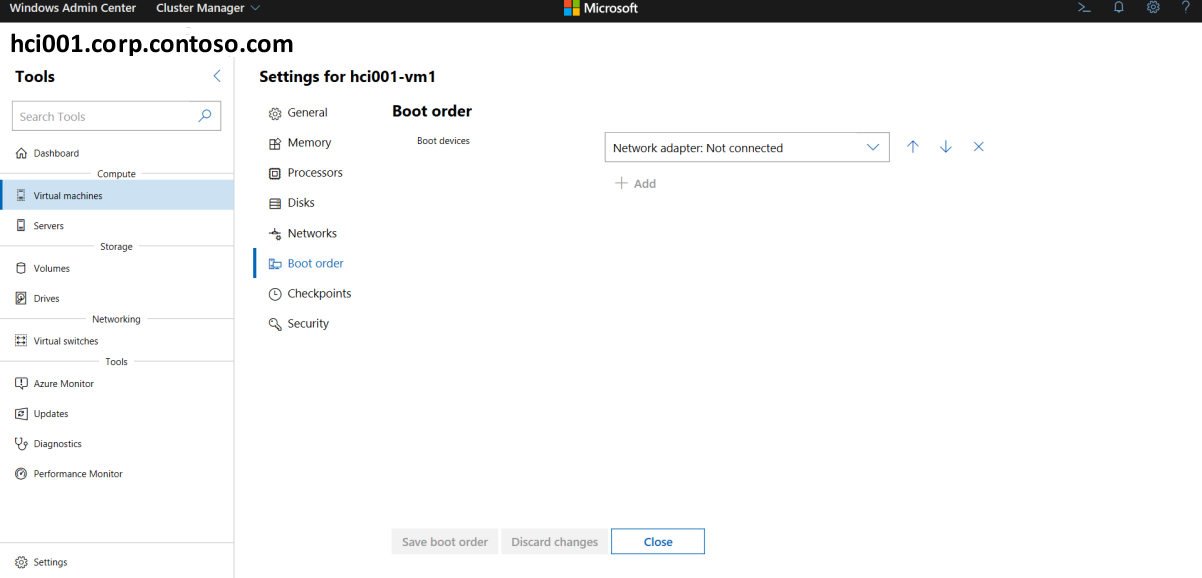 Windows Admin Center Cluster Manager Microsoft
hci001.corp.contoso.com
Tools
Search Tools
Dashboard
Compute
Virtual machines
Servers
Storage
Volumes
Drives
Networking
Virtual switches
Tools
Azure Monitor
Updates
Diagnostics
Performance Monitor
Settings
Settings for hci001-vm1
General
Memory
Processors
Disks
Networks
Boot order
Checkpoints
Security
Boot order
Boot devices
Network adapter: Not connected
Add
Save boot order Discard changes Close